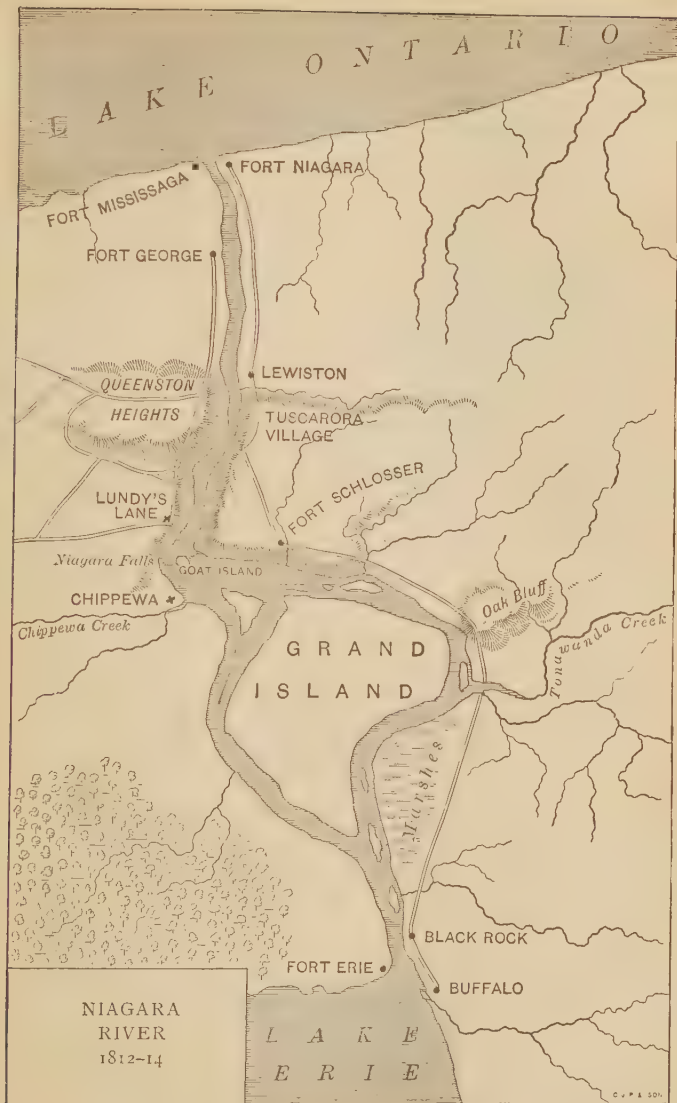 LAKE ONTARIO
FORT MISSISSAGA
FORT NIAGARA
FORT GEORGE
LEWISTON
QUEENSTON
HEIGHTS
TUSCARORA
VILLAGE
FORT SCHLOSSER
LUNDY'S
LANE
Niagara Falls
GOAT ISLAND
CHIPPEWA
Chippewa Creek
Oak Bluff
Tonawanda Creek
GRAND
ISLAND
Marshes
BLACK ROCK
FORT ERIE
BUFFALO
NIAGARA
RIVER
1812-14
LAKE
ERIE